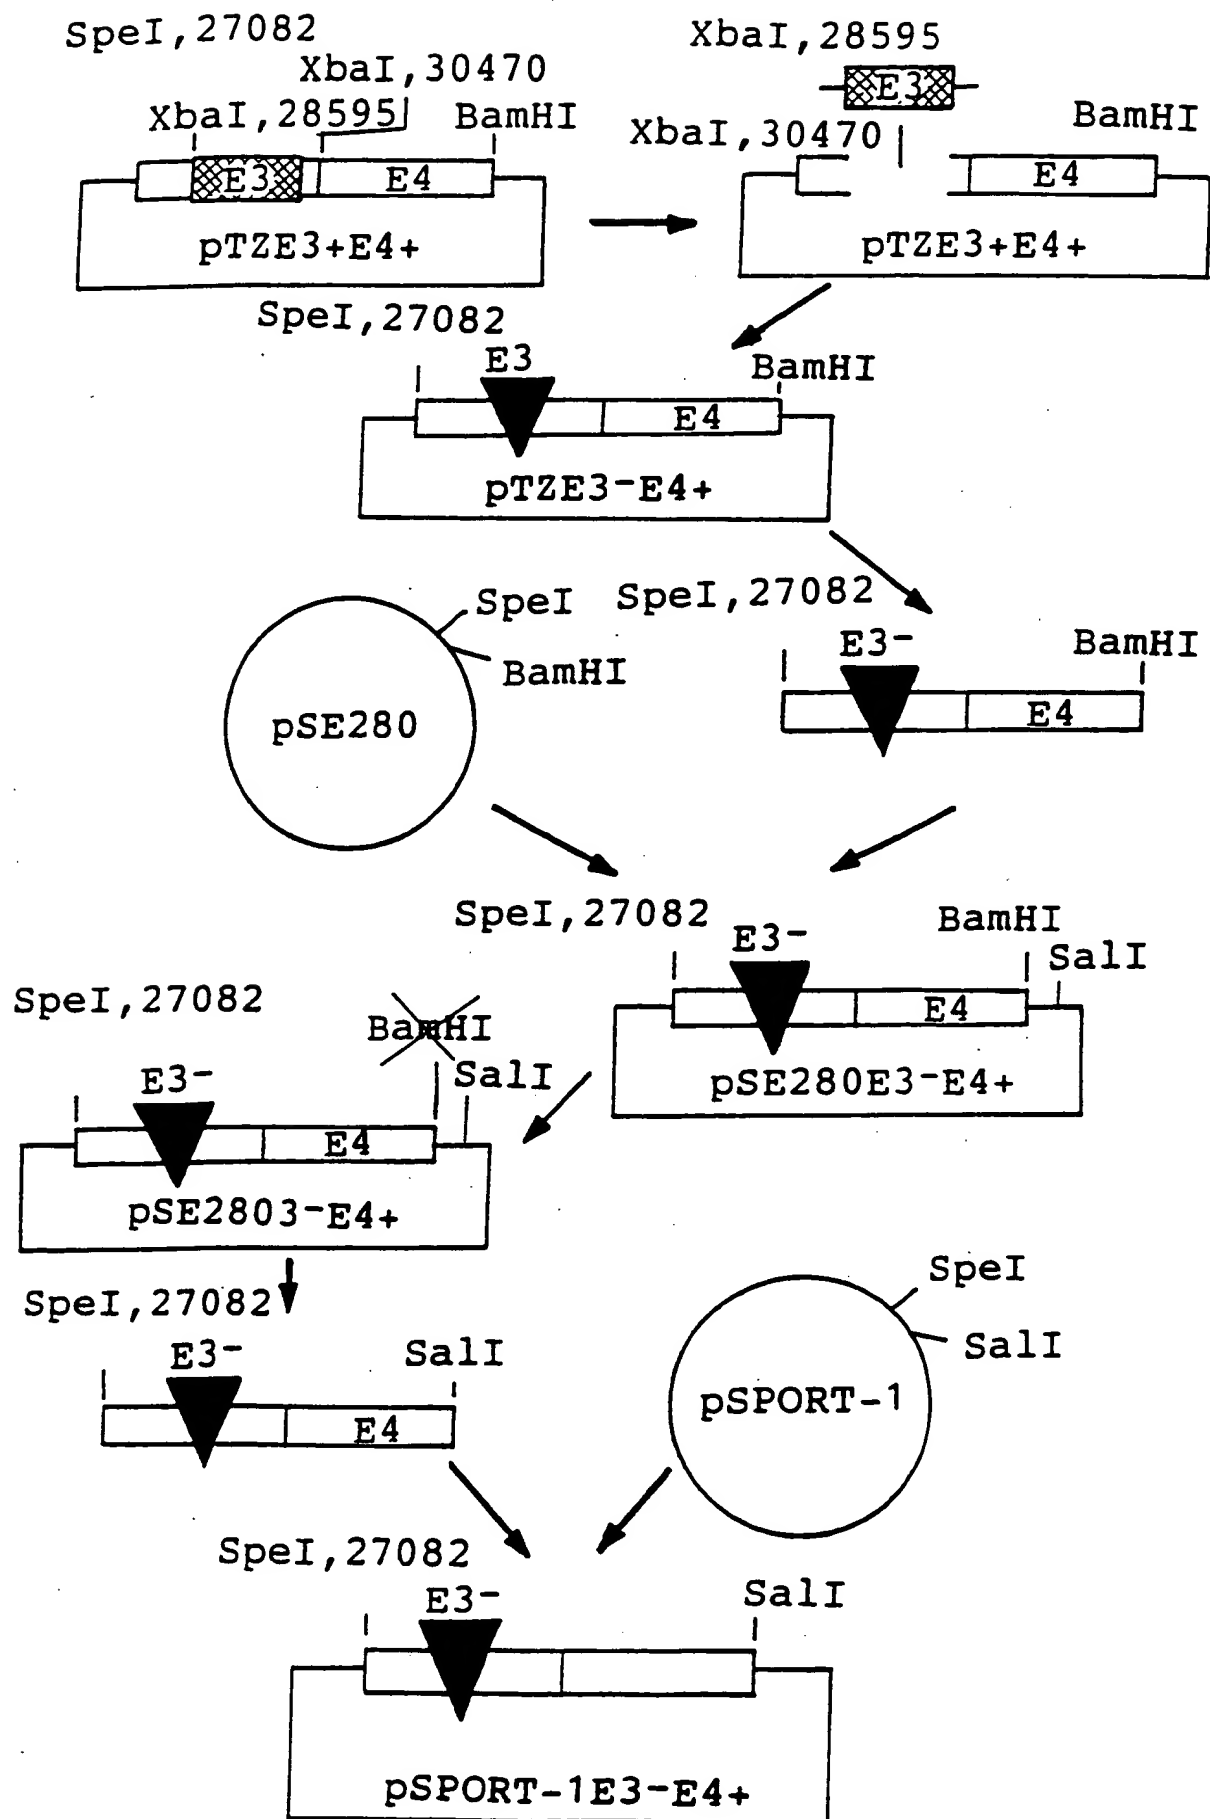 SpeI,27082
XbaI,30470
XbaI,28595
BamHI
E3
E4
pTZE3+E4+
XbaI,28595
E3
XbaI,30470
BamHI
E4
pTZE3+E4+
SpeI,27082
E3
BamHI
E4
pTZE3-E4+
SpeI
BamHI
pSE280
SpeI,27082
E3-
BamHI
E4
SpeI,27082
E3-
BamHI
SalI
E4
pSE280E3-E4+
SpeI,27082
BamHI
E3-
SalI
E4
pSE2803-E4+
SpeI,27082
E3-
SalI
E4
SpeI
SalI
pSPORT-1
SpeI,27082
E3-
SalI
pSPORT-1E3-E4+